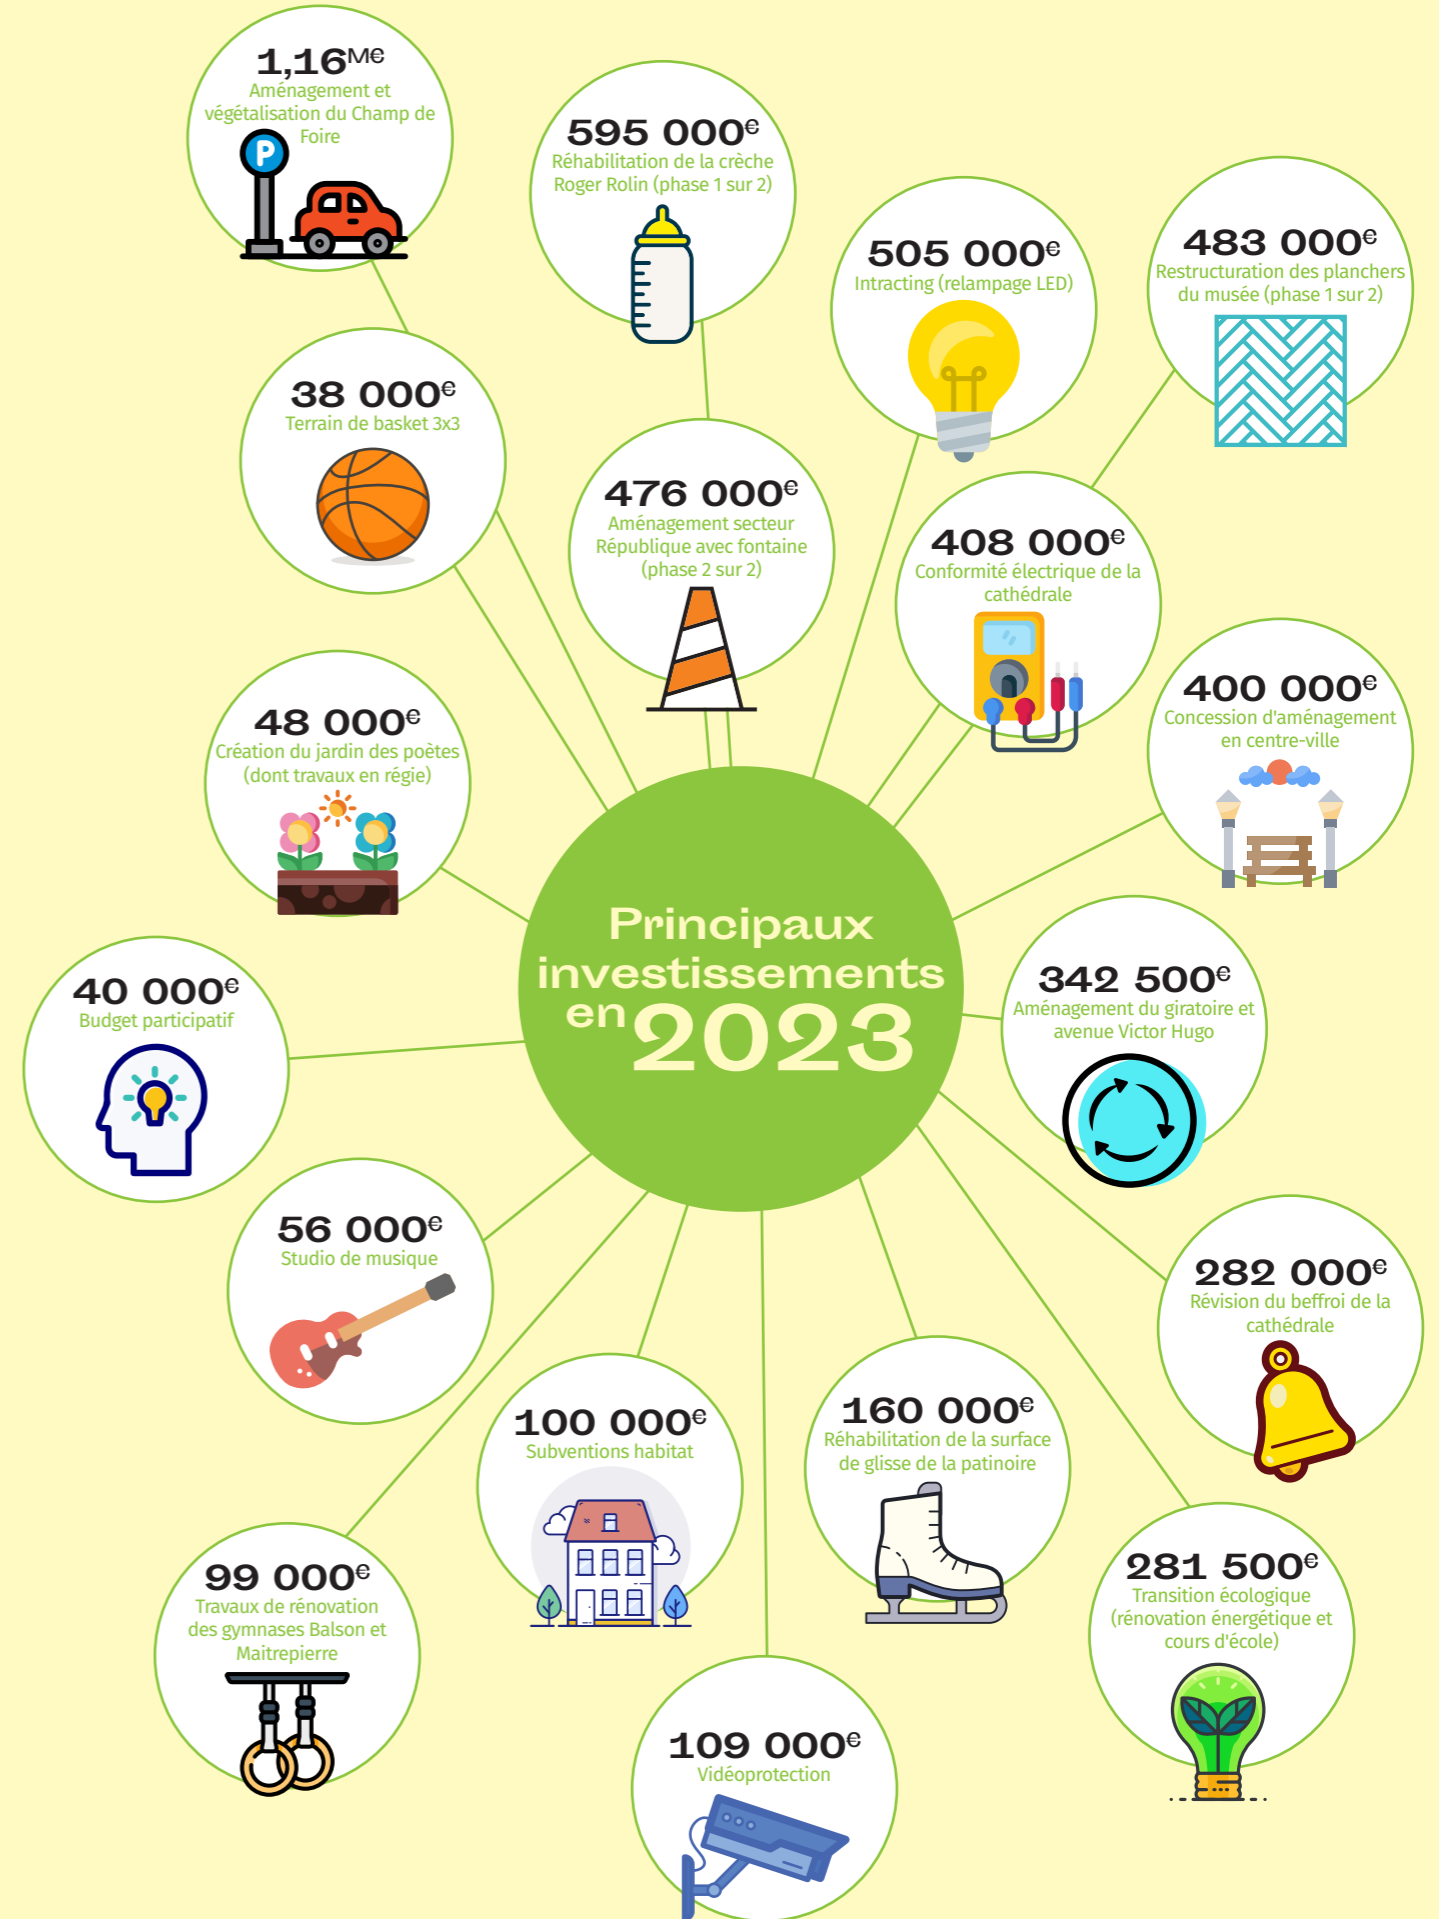 1,16M€
Aménagement et
végétalisation du Champ de
Foire
P
595 000€
Réhabilitation de la crèche
Roger Rolin (phase 1 sur 2)
505 000€
Intracting (relampage LED)
483 000€
Restructuration des planchers
du musée (phase 1 sur 2)
38 000€
Terrain de basket 3x3
476 000€
Aménagement secteur
République avec fontaine
(phase 2 sur 2)
408 000€
Conformité électrique de la
cathédrale
400 000€
Concession d'aménagement
en centre-ville
48 000€
Création du jardin des poètes
(dont travaux en régie)
Principaux
investissements
en 2023
40 000€
Budget participatif
342 500€
Aménagement du giratoire et
avenue Victor Hugo
56 000€
Studio de musique
282 000€
Révision du beffroi de la
cathédrale
100 000€
Subventions habitat
160 000€
Réhabilitation de la surface
de glisse de la patinoire
99 000€
Travaux de rénovation
des gymnases Balson et
Maitrepierre
281 500€
Transition écologique
(rénovation énergétique et
cours d'école)
109 000€
Vidéoprotection